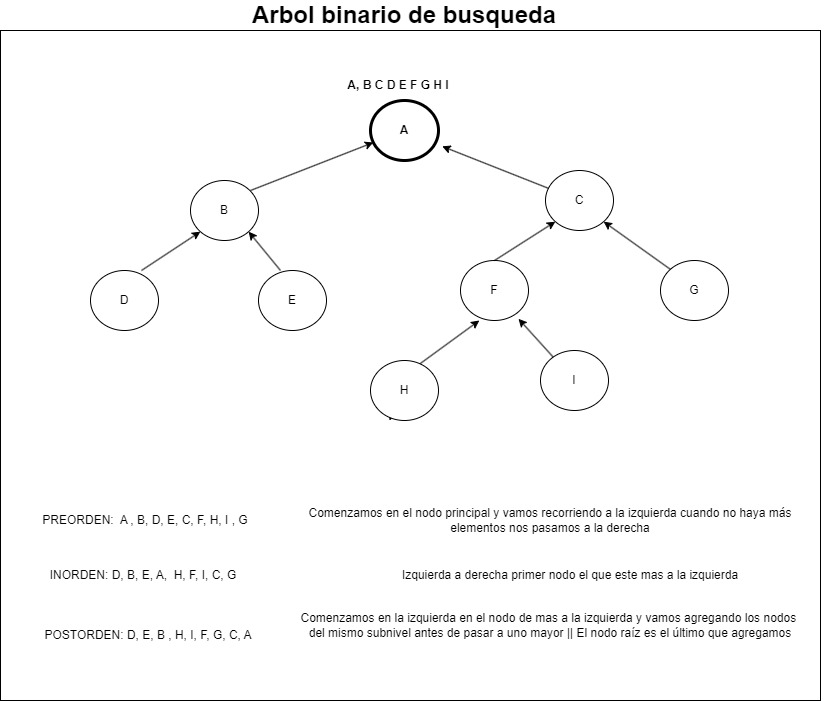 Arbol binario de busqueda
A, B C D E F G H I
A
B
C
D
E
F
G
H
I
PREORDEN: A , B, D, E, C, F, H, I , G
Comenzamos en el nodo principal y vamos recorriendo a la izquierda cuando no haya más
elementos nos pasamos a la derecha
INORDEN: D, B, E, A, H, F, I, C, G
Izquierda a derecha primer nodo el que este mas a la izquierda
POSTORDEN: D, E, B , H, I, F, G, C, A
Comenzamos en la izquierda en el nodo de mas a la izquierda y vamos agregando los nodos
del mismo subnivel antes de pasar a uno mayor || El nodo raíz es el último que agregamos